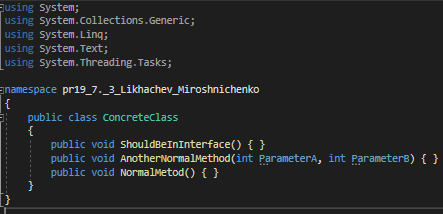 using System;
using System.Collections.Generic;
using System.Linq;
using System.Text;
using System.Threading.Tasks;
namespace pr19_7._3_Likhachev_Miroshnichenko
{
public class ConcreteClass
{
public void ShouldBeInInterface() { }
public void AnotherNormalMthod(int ParameterA, int ParameterB) { }
public void NormalMetod() { }
}
}